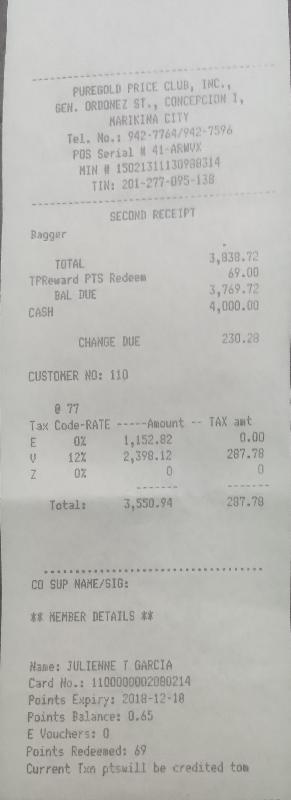 PUREGOLD PRICE CLUB, INC.,
GEN. ORDONEZ ST., CONCEPCION I,
MARIKINA CITY
Tel. No.: 942-7764/942-7596
POS Serial # 41-ARWVX
MIN # 15021311130980314
TIN: 201-277-095-138
SECOND RECEIPT
Bagger
TOTAL 3,838.72
TPReward PTS Redeem 69.00
BAL DUE 3,769.72
CASH 4,000.00
CHANGE DUE 230.28
CUSTOMER NO: 110
@ 77
Tax Code-RATE -----Amount -- TAX amt
E 0% 1,152.82 0.00
V 12% 2,398.12 287.78
Z 0% 0 0
------- -------
Total: 3,550.94 287.78
CO SUP NAME/SIG:
** MEMBER DETAILS **
Name: JULIENNE T GARCIA
Card No.: 1100000002080214
Points Expiry: 2018-12-18
Points Balance: 0.65
E Vouchers: 0
Points Redeemed: 69
Current Txn ptswill be credited tom